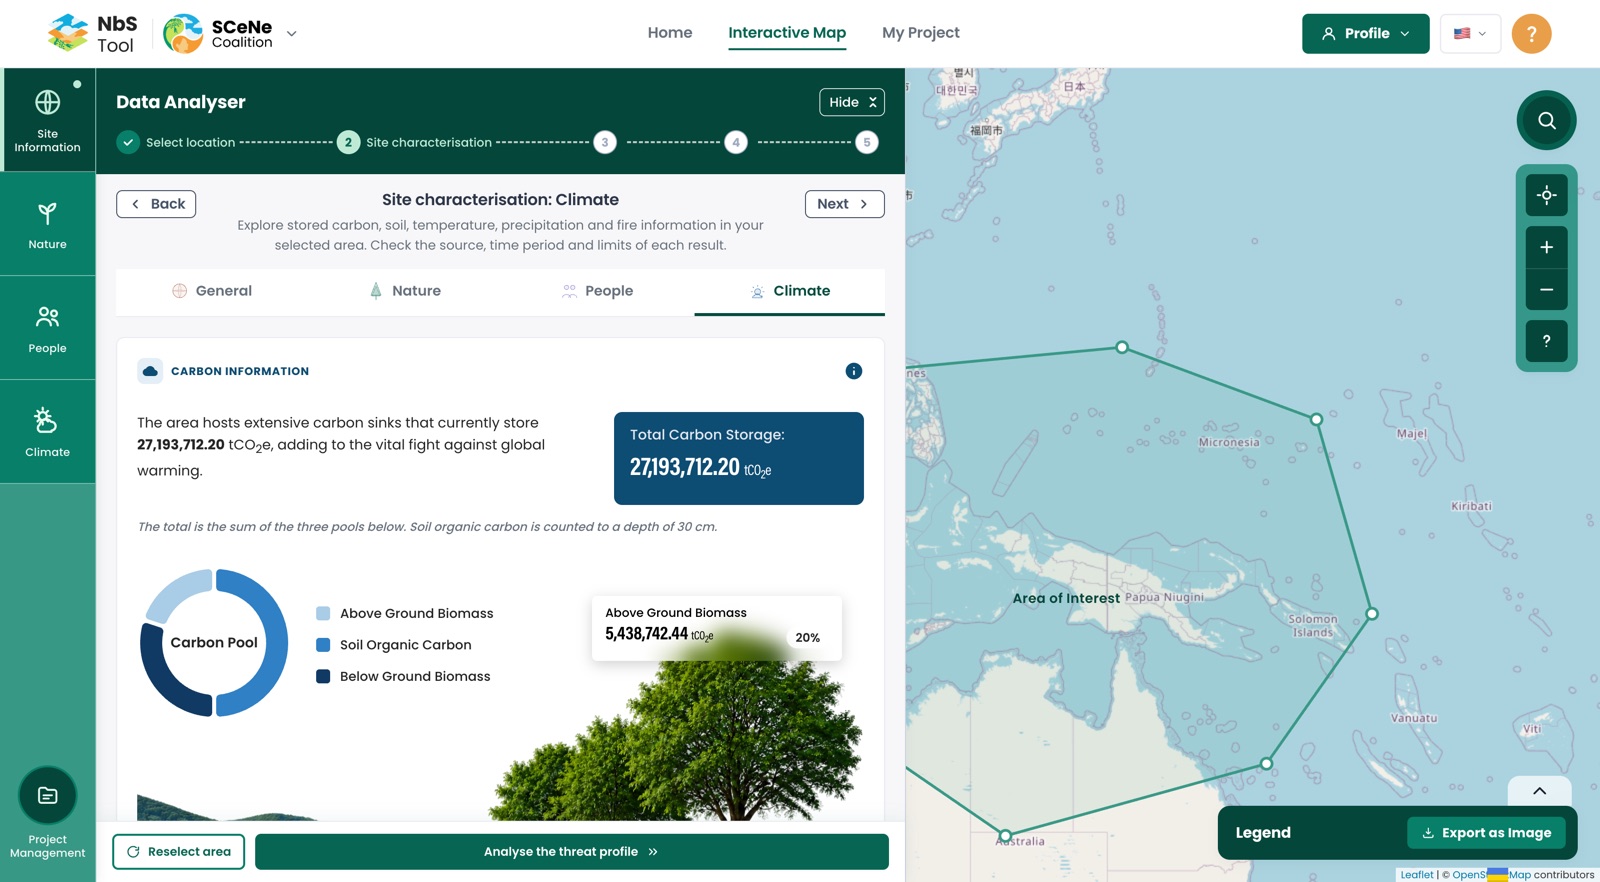 NbS
Tool
SCeNe
Coalition
Home
Interactive Map
My Project
Profile
?
Site
Information
Nature
People
Climate
Project
Management
Data Analyser
Hide
Select location
2
Site characterisation
3
4
5
Back
Site characterisation: Climate
Next
Explore stored carbon, soil, temperature, precipitation and fire information in your
selected area. Check the source, time period and limits of each result.
General
Nature
People
Climate
CARBON INFORMATION
The area hosts extensive carbon sinks that currently store
27,193,712.20 tCO2e, adding to the vital fight against global
warming.
Total Carbon Storage:
27,193,712.20 tCO2e
The total is the sum of the three pools below. Soil organic carbon is counted to a depth of 30 cm.
Carbon Pool
Above Ground Biomass
Soil Organic Carbon
Below Ground Biomass
Above Ground Biomass
5,438,742.44 tCO2e
20%
Reselect area
Analyse the threat profile
별시
대한민국
日本
福岡市
市
nes
Micronesia
Majel
Kiribati
Area of Interest
Papua Niugini
Solomon
Islands
Vanuatu
Viti
Australia
+
−
?
Legend
Export as Image
Leaflet | © OpenS Map contributors